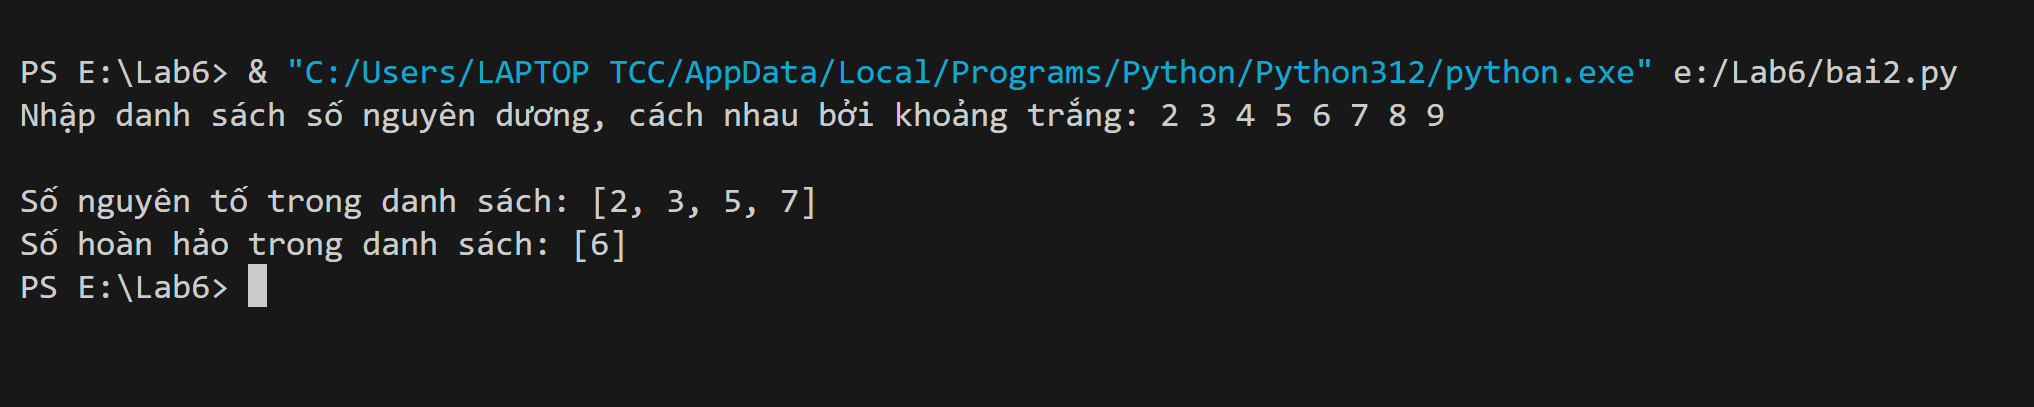 PS E:\Lab6> & "C:/Users/LAPTOP TCC/AppData/Local/Programs/Python/Python312/python.exe" e:/Lab6/bai2.py
Nhập danh sách số nguyên dương, cách nhau bởi khoảng trắng: 2 3 4 5 6 7 8 9
Số nguyên tố trong danh sách: [2, 3, 5, 7]
Số hoàn hảo trong danh sách: [6]
PS E:\Lab6>